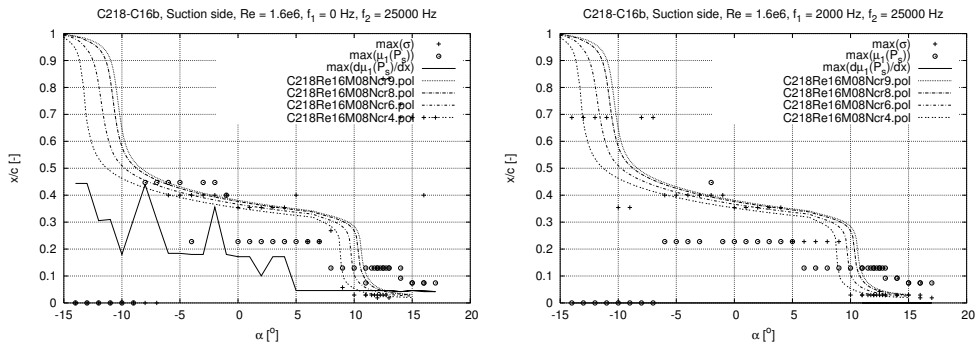 C218-C16b, Suction side, Re = 1.6e6, f1 = 0 Hz, f2 = 25000 Hz
max(σ)
max(μ1(Ps))
max(dμ1(Ps)/dx)
C218Re16M08Ncr9.pol
C218Re16M08Ncr8.pol
C218Re16M08Ncr6.pol
C218Re16M08Ncr4.pol
x/c [-]
1
0.9
0.8
0.7
0.6
0.5
0.4
0.3
0.2
0.1
0
-15 -10 -5 0 5 10 15 20
α [º]
C218-C16b, Suction side, Re = 1.6e6, f1 = 2000 Hz, f2 = 25000 Hz
max(σ)
max(μ1(Ps))
max(dμ1(Ps)/dx)
C218Re16M08Ncr9.pol
C218Re16M08Ncr8.pol
C218Re16M08Ncr6.pol
C218Re16M08Ncr4.pol
x/c [-]
1
0.9
0.8
0.7
0.6
0.5
0.4
0.3
0.2
0.1
0
-15 -10 -5 0 5 10 15 20
α [º]